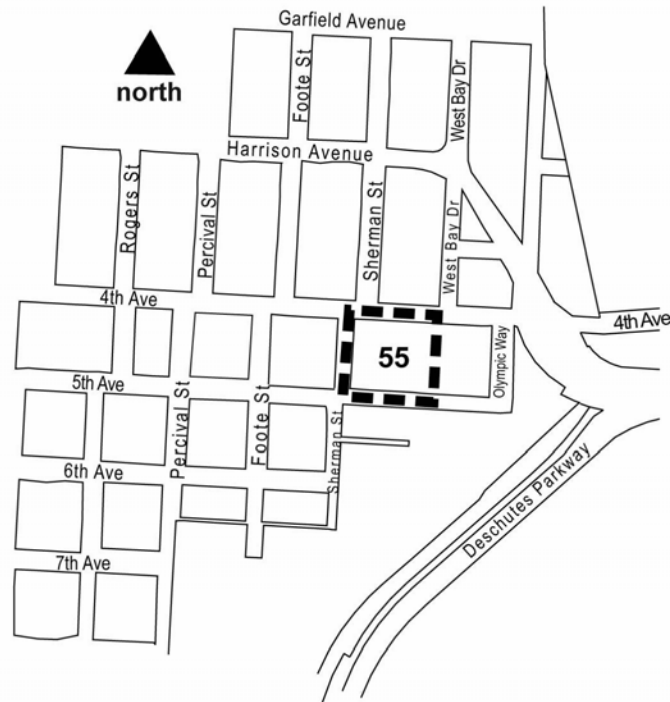 Garfield Avenue
north
Foote St
West Bay Dr
Harrison Avenue
Rogers St
Percival St
Sherman St
West Bay Dr
4th Ave
4th Ave
55
Olympic Way
5th Ave
Percival St
Foote St
Sherman St
6th Ave
Deschutes Parkway
7th Ave